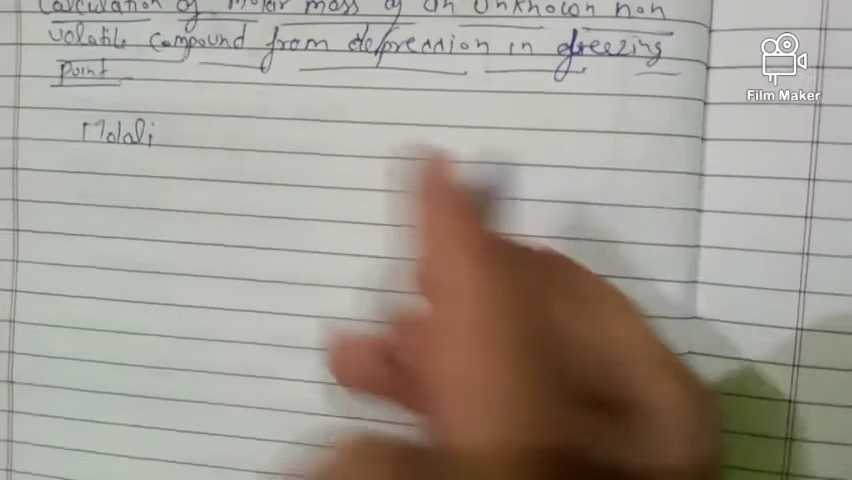 Calculation of molar mass of an unknown non
volatile compound from depression in freezing
point
Molali
Film Maker